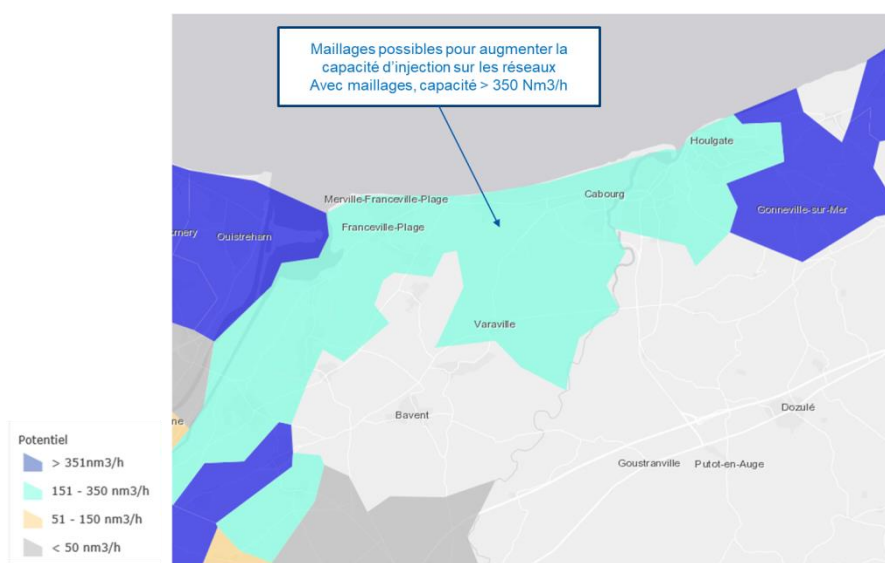 Maillages possibles pour augmenter la
capacité d'injection sur les réseaux
Avec maillages, capacité > 350 Nm3/h
Houlgate
Merville-Franceville-Plage
Cabourg
Gonneville-sur-Mer
Ouistreham
Franceville-Plage
Varaville
Bavent
Dozulé
Goustranville
Putot-en-Auge
Potentiel
> 351nm3/h
151 - 350 nm3/h
51 - 150 nm3/h
< 50 nm3/h